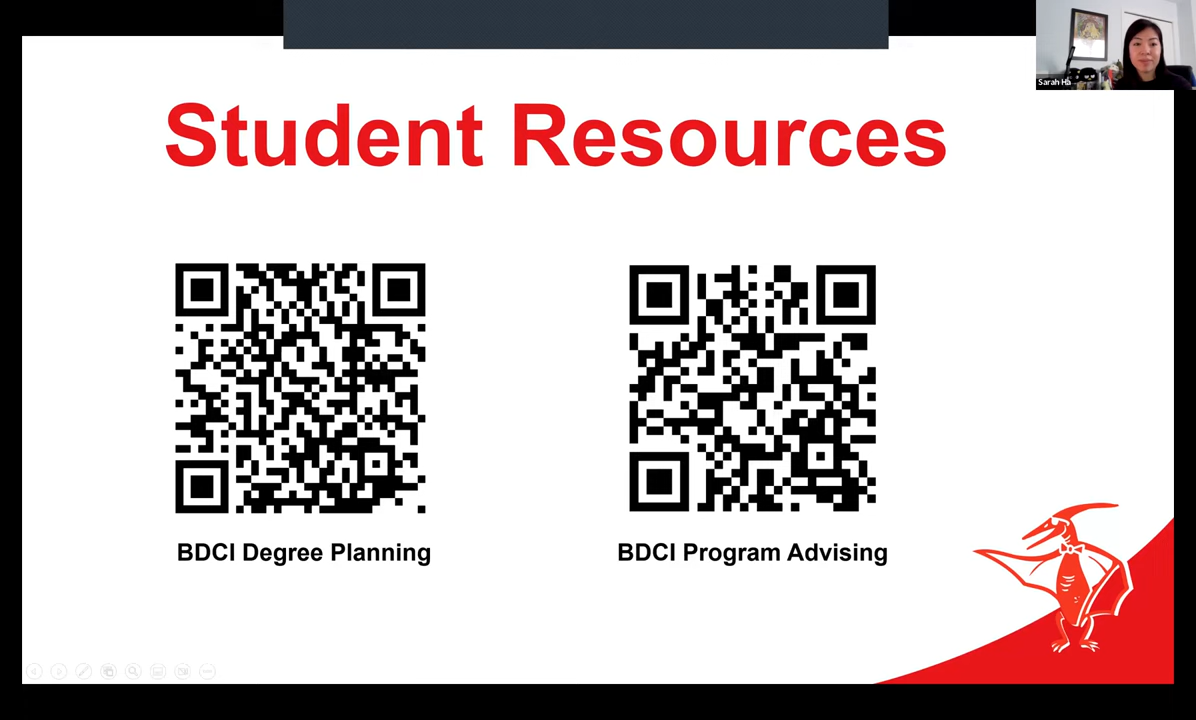 Sarah Ha
Student Resources
BDCI Degree Planning
BDCI Program Advising